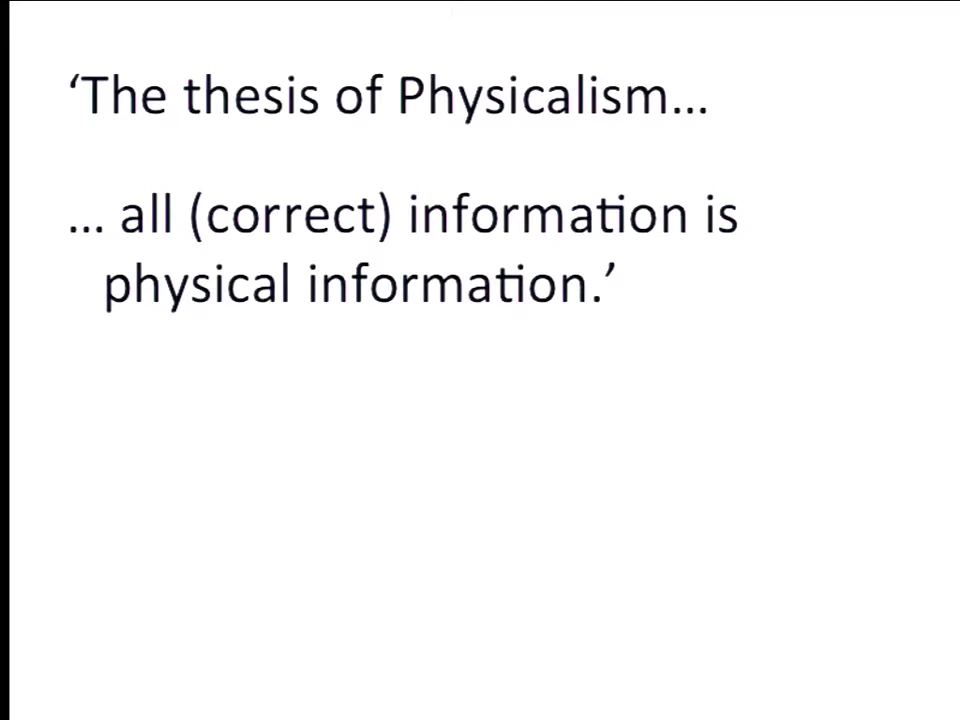 ‘The thesis of Physicalism…
… all (correct) information is
physical information.’